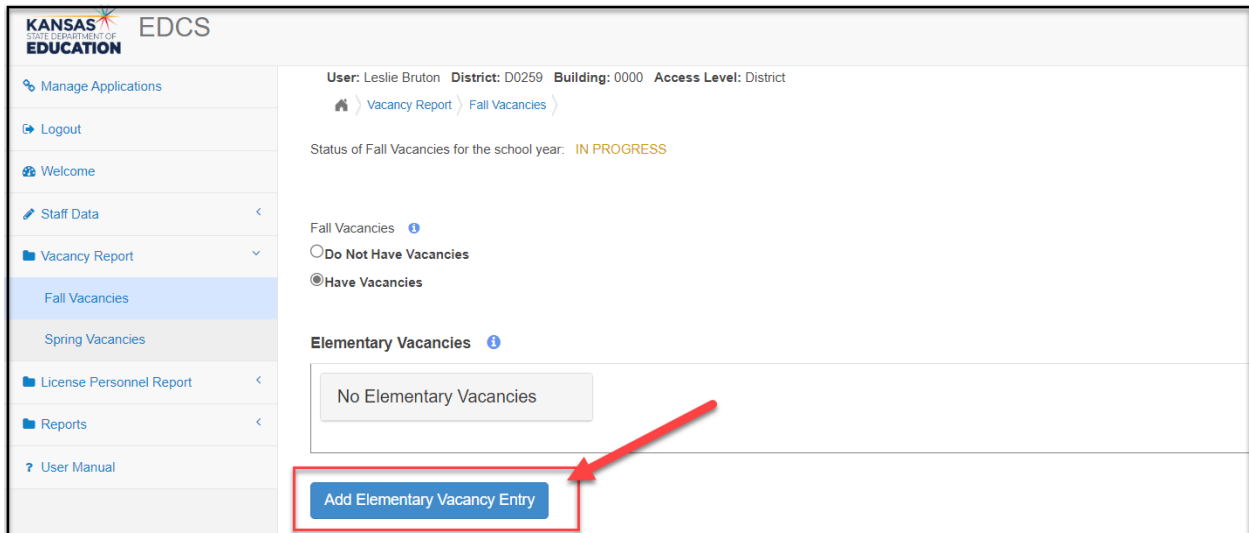 KANSAS
STATE DEPARTMENT OF
EDUCATION
EDCS
Manage Applications
Logout
Welcome
Staff Data
Vacancy Report
Fall Vacancies
Spring Vacancies
License Personnel Report
Reports
? User Manual
User: Leslie Bruton District: D0259 Building: 0000 Access Level: District
Vacancy Report Fall Vacancies
Status of Fall Vacancies for the school year: IN PROGRESS
Fall Vacancies
Do Not Have Vacancies
Have Vacancies
Elementary Vacancies
No Elementary Vacancies
Add Elementary Vacancy Entry